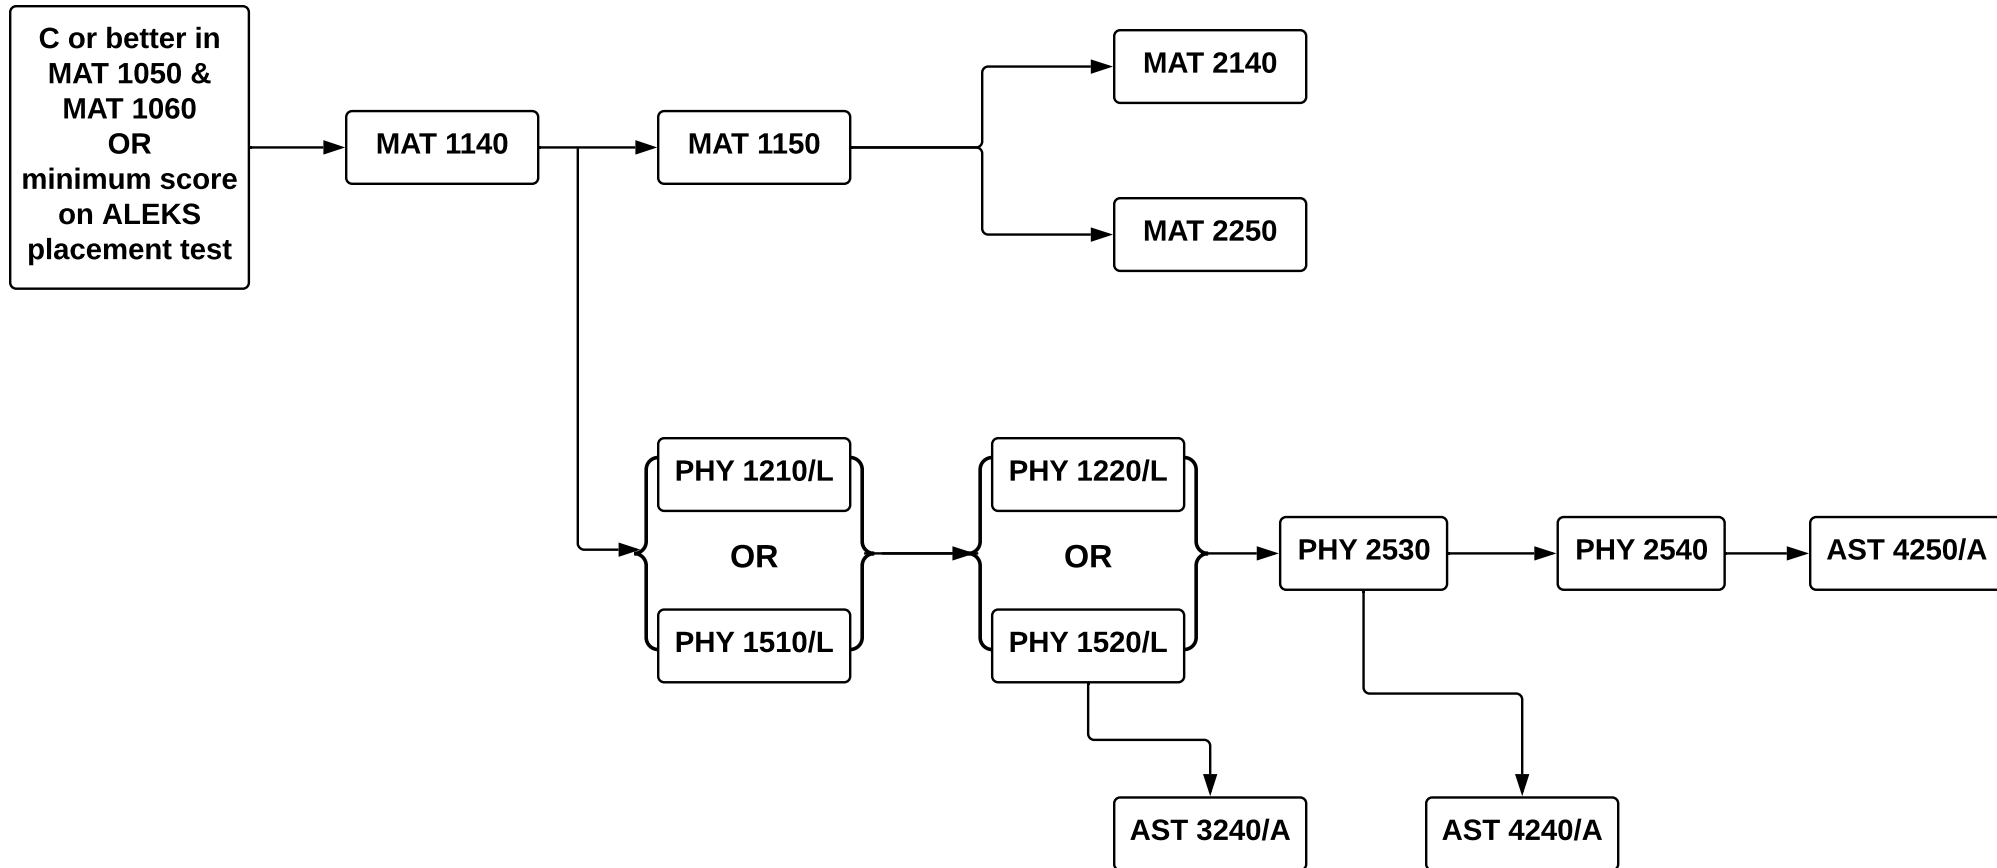 C or better in
MAT 1050 &
MAT 1060
OR
minimum score
on ALEKS
placement test
MAT 1140
MAT 1150
MAT 2140
MAT 2250
PHY 1210/L
OR
PHY 1510/L
PHY 1220/L
OR
PHY 1520/L
PHY 2530
PHY 2540
AST 4250/A
AST 3240/A
AST 4240/A